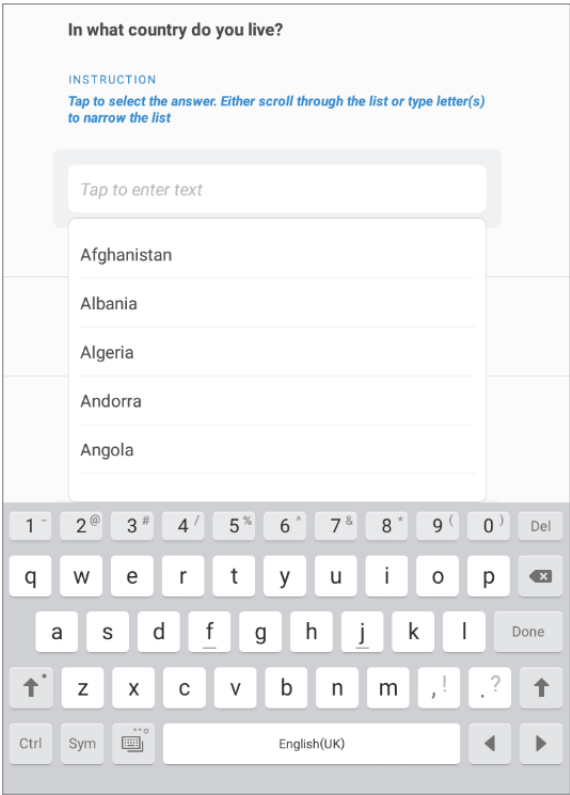 In what country do you live?
INSTRUCTION
Tap to select the answer. Either scroll through the list or type letter(s)
to narrow the list
Tap to enter text
Afghanistan
Albania
Algeria
Andorra
Angola
1 - 2 @ 3 # 4 / 5 % 6 ^ 7 & 8 * 9 ( 0 ) Del
q w e r t y u i o p
a s d f g h j k l Done
z x c v b n m , ! . ?
Ctrl Sym English(UK)